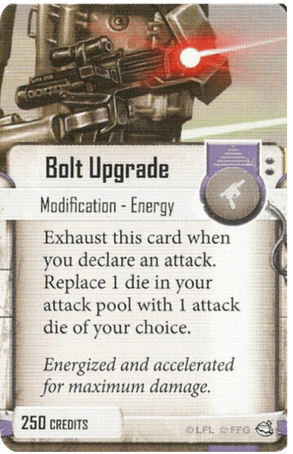 Bolt Upgrade
Modification - Energy
Exhaust this card when
you declare an attack.
Replace 1 die in your
attack pool with 1 attack
die of your choice.
Energized and accelerated
for maximum damage.
250 CREDITS
© LFL © FFG